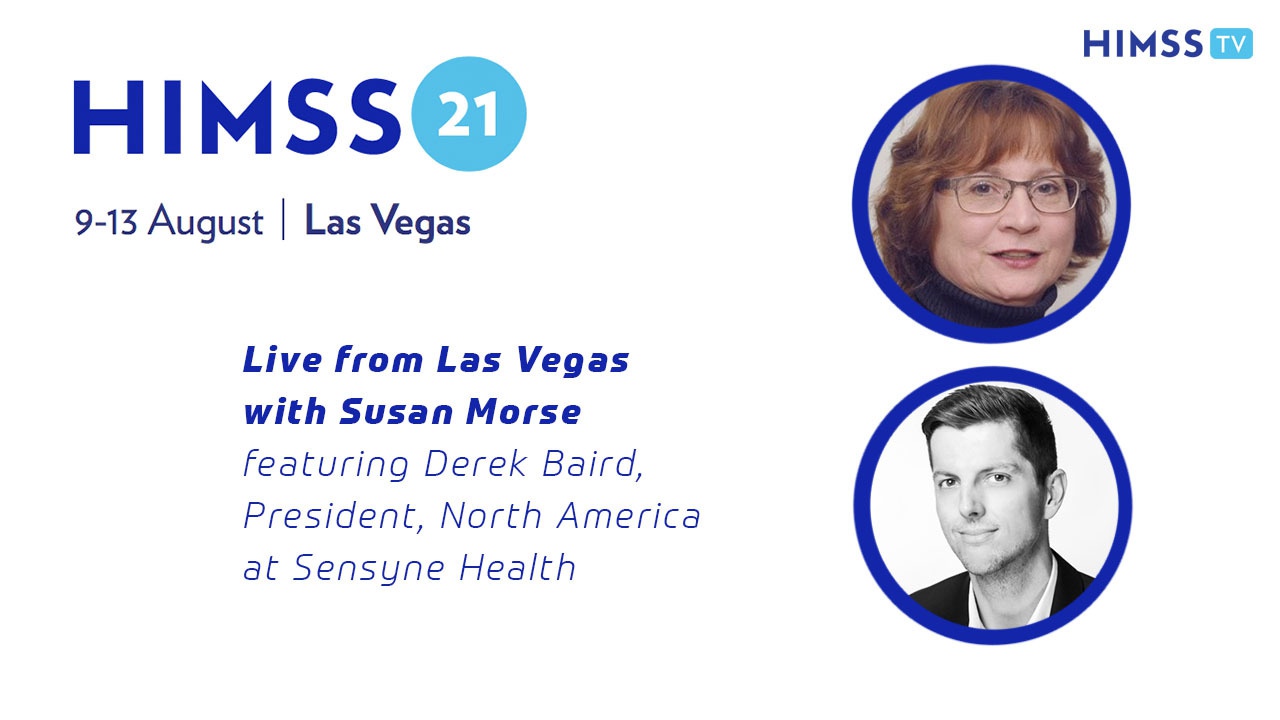 HIMSS TV
HIMSS 21
9-13 August | Las Vegas
Live from Las Vegas
with Susan Morse
featuring Derek Baird,
President, North America
at Sensyne Health